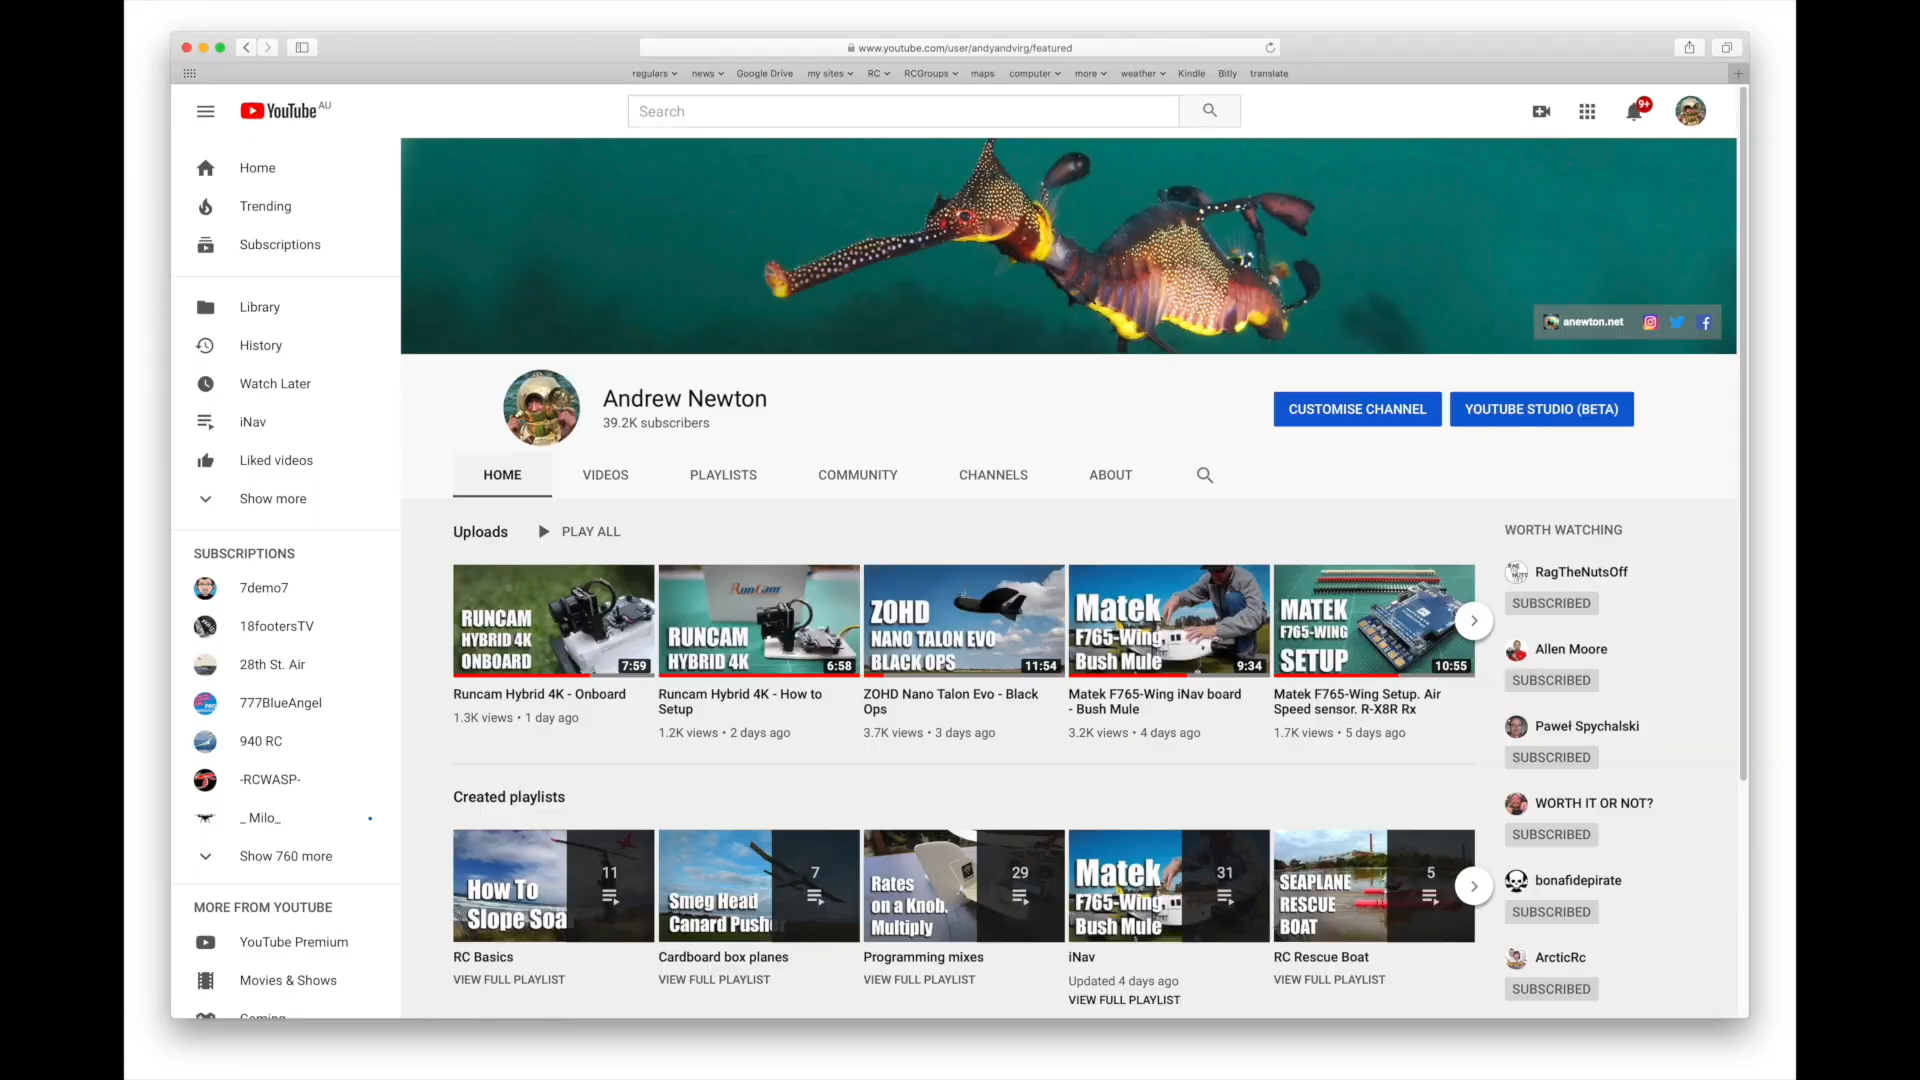 www.youtube.com/user/andyandvirg/featured
regulars news Google Drive my sites RC RCGroups maps computer more weather Kindle Bitly translate
YouTube AU
Search
9+
Home
Trending
Subscriptions
Library
History
Watch Later
iNav
Liked videos
Show more
SUBSCRIPTIONS
7demo7
18footersTV
28th St. Air
777BlueAngel
940 RC
-RCWASP-
_ Milo_
Show 760 more
MORE FROM YOUTUBE
YouTube Premium
Movies & Shows
Gaming
anewton.net
Andrew Newton
39.2K subscribers
CUSTOMISE CHANNEL
YOUTUBE STUDIO (BETA)
HOME VIDEOS PLAYLISTS COMMUNITY CHANNELS ABOUT
Uploads PLAY ALL
RUNCAM
HYBRID 4K
ONBOARD
7:59
Runcam Hybrid 4K - Onboard
1.3K views • 1 day ago
RunCam
RUNCAM
HYBRID 4K
6:58
Runcam Hybrid 4K - How to
Setup
1.2K views • 2 days ago
ZOHD
NANO TALON EVO
BLACK OPS
11:54
ZOHD Nano Talon Evo - Black
Ops
3.7K views • 3 days ago
Matek
F765-Wing
Bush Mule
9:34
Matek F765-Wing iNav board
- Bush Mule
3.2K views • 4 days ago
MATEK
F765-WING
SETUP
10:55
Matek F765-Wing Setup. Air
Speed sensor. R-X8R Rx
1.7K views • 5 days ago
Created playlists
How To
Slope Soa
11
RC Basics
VIEW FULL PLAYLIST
Smeg Head
Canard Pushe
7
Cardboard box planes
VIEW FULL PLAYLIST
Rates
on a Knob.
Multiply
29
Programming mixes
VIEW FULL PLAYLIST
Matek
F765-Wing
Bush Mule
31
iNav
Updated 4 days ago
VIEW FULL PLAYLIST
SEAPLANE
RESCUE
BOAT
5
RC Rescue Boat
VIEW FULL PLAYLIST
WORTH WATCHING
RagTheNutsOff
SUBSCRIBED
Allen Moore
SUBSCRIBED
Paweł Spychalski
SUBSCRIBED
WORTH IT OR NOT?
SUBSCRIBED
bonafidepirate
SUBSCRIBED
ArcticRc
SUBSCRIBED